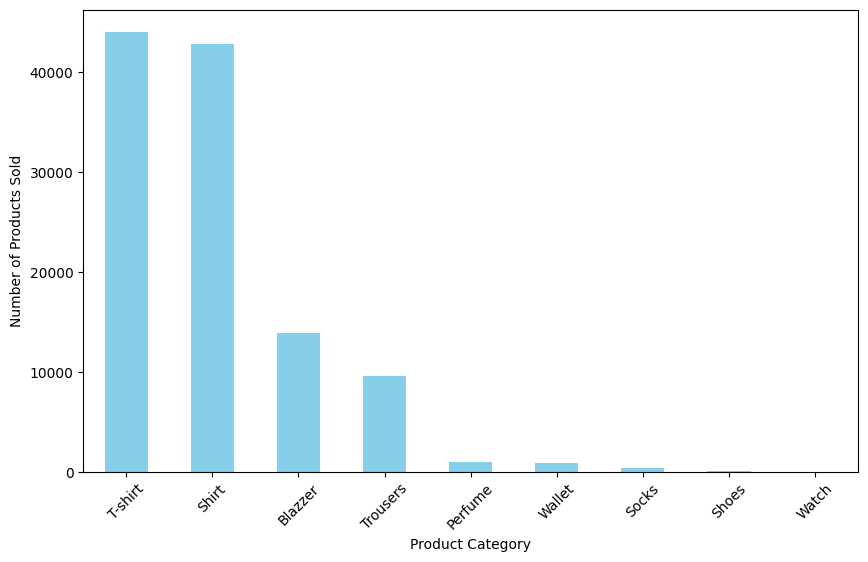 Number of Products Sold
40000
30000
20000
10000
0
T-shirt
Shirt
Blazzer
Trousers
Perfume
Wallet
Socks
Shoes
Watch
Product Category